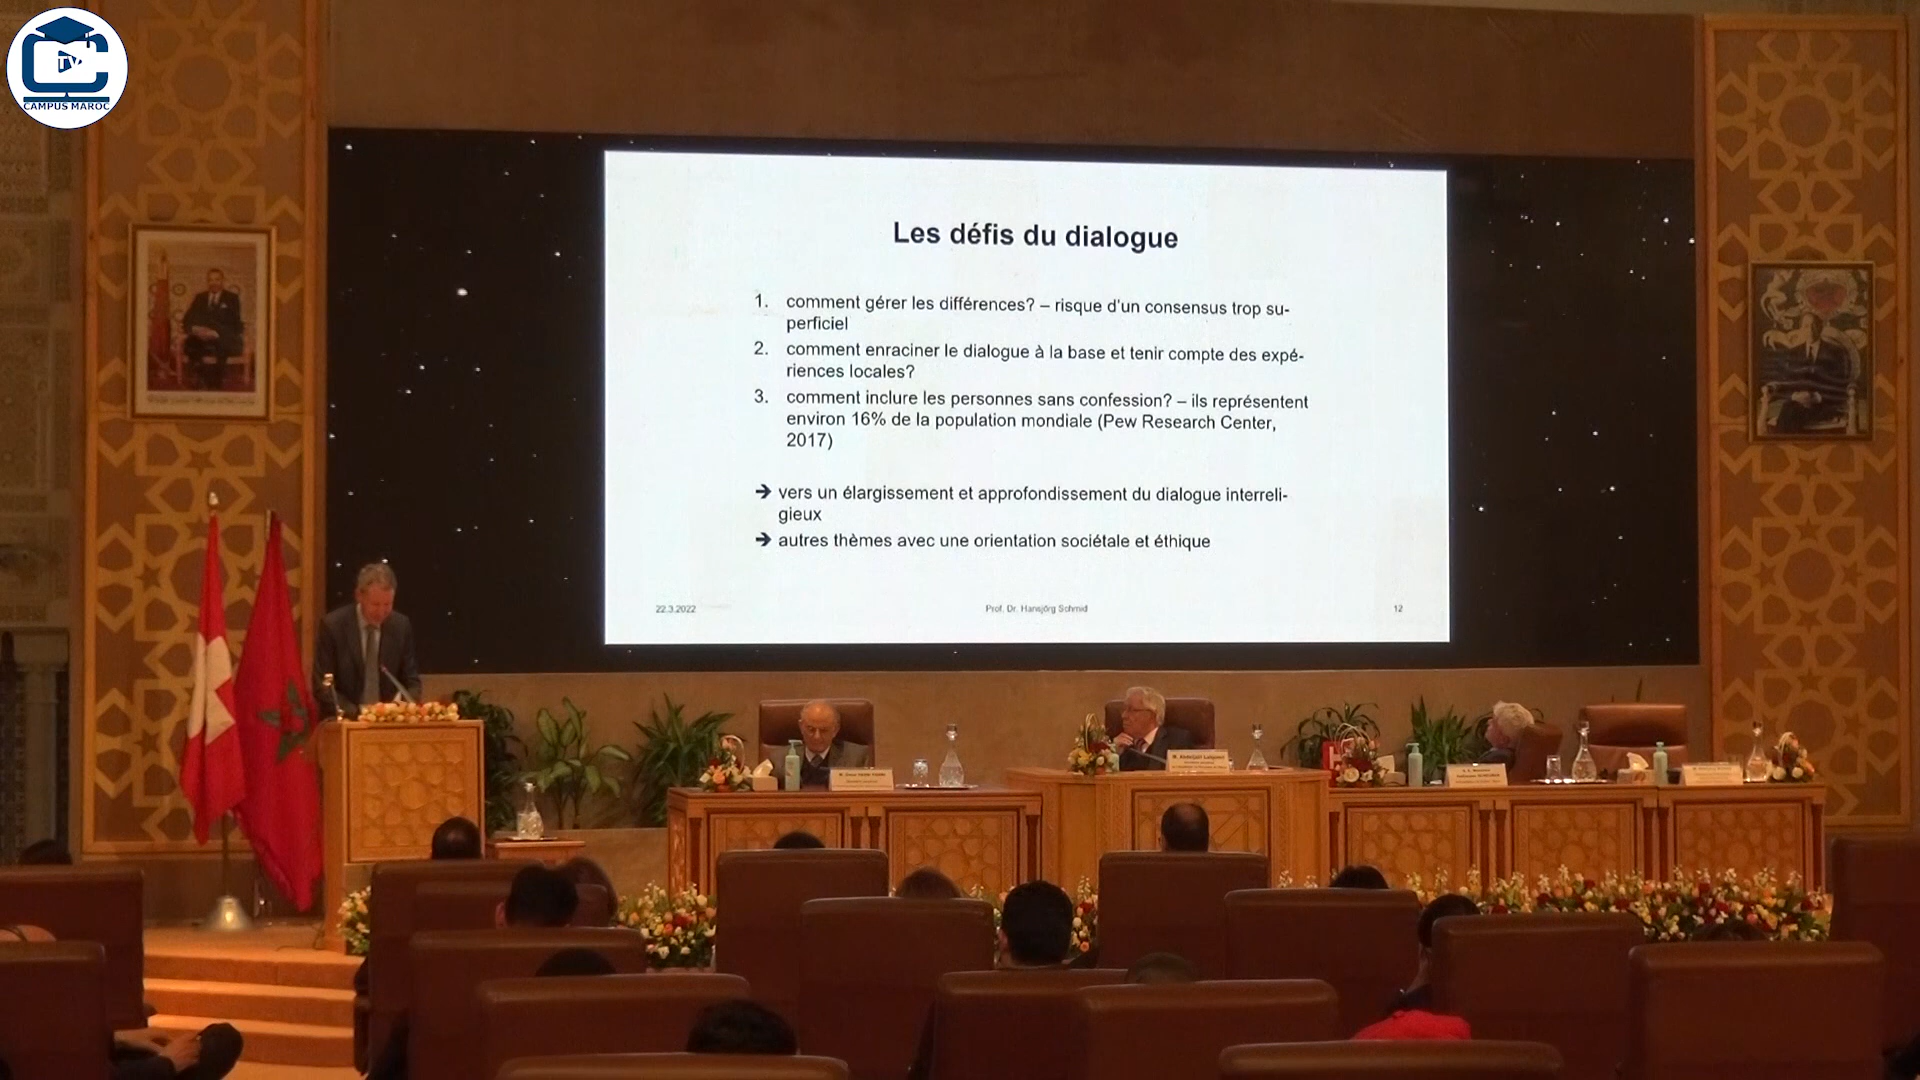 TV
CAMPUS MAROC
Les défis du dialogue
1. comment gérer les différences? – risque d'un consensus trop su-
perficiel
2. comment enraciner le dialogue à la base et tenir compte des expé-
riences locales?
3. comment inclure les personnes sans confession? – ils représentent
environ 16% de la population mondiale (Pew Research Center,
2017)
➔ vers un élargissement et approfondissement du dialogue interreli-
gieux
➔ autres thèmes avec une orientation sociétale et éthique
22.3.2022
Prof. Dr. Hansjörg Schmid
12
M. Abdeljalil Lahjomri